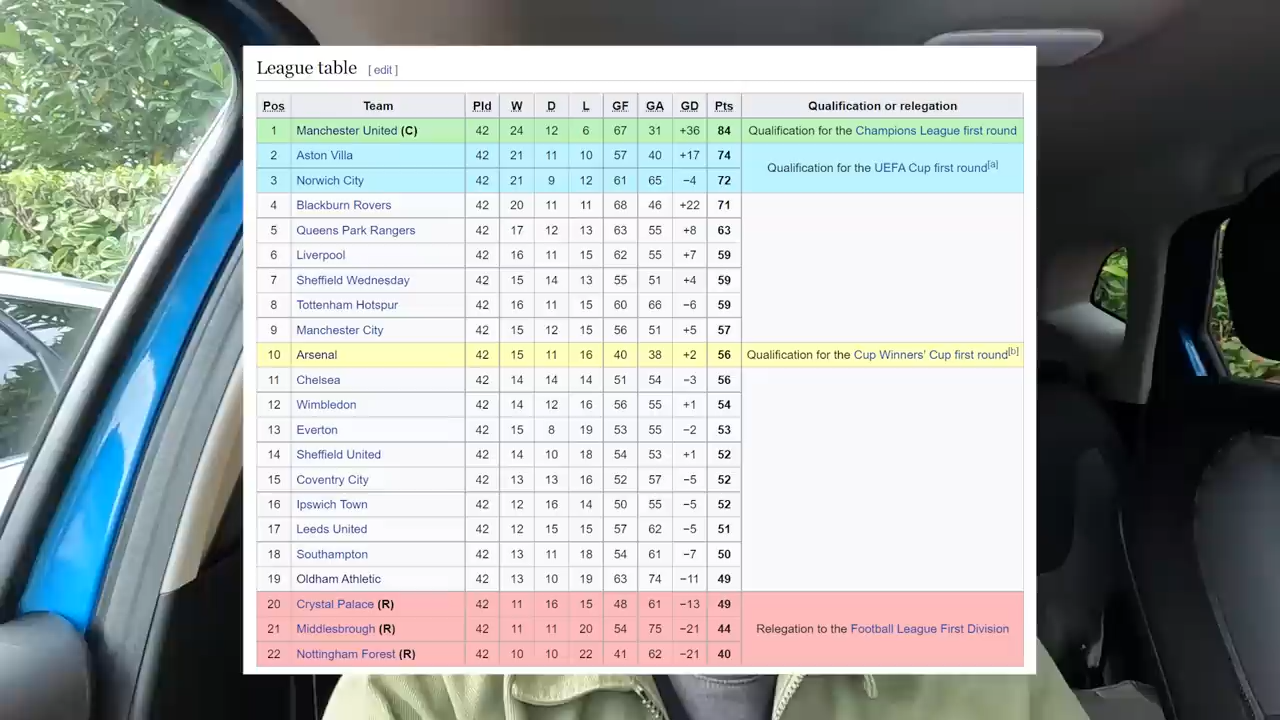 League table [ edit ]
Pos Team Pld W D L GF GA GD Pts Qualification or relegation
1 Manchester United (C) 42 24 12 6 67 31 +36 84 Qualification for the Champions League first round
2 Aston Villa 42 21 11 10 57 40 +17 74 Qualification for the UEFA Cup first round[a]
3 Norwich City 42 21 9 12 61 65 −4 72
4 Blackburn Rovers 42 20 11 11 68 46 +22 71
5 Queens Park Rangers 42 17 12 13 63 55 +8 63
6 Liverpool 42 16 11 15 62 55 +7 59
7 Sheffield Wednesday 42 15 14 13 55 51 +4 59
8 Tottenham Hotspur 42 16 11 15 60 66 −6 59
9 Manchester City 42 15 12 15 56 51 +5 57
10 Arsenal 42 15 11 16 40 38 +2 56 Qualification for the Cup Winners' Cup first round[b]
11 Chelsea 42 14 14 14 51 54 −3 56
12 Wimbledon 42 14 12 16 56 55 +1 54
13 Everton 42 15 8 19 53 55 −2 53
14 Sheffield United 42 14 10 18 54 53 +1 52
15 Coventry City 42 13 13 16 52 57 −5 52
16 Ipswich Town 42 12 16 14 50 55 −5 52
17 Leeds United 42 12 15 15 57 62 −5 51
18 Southampton 42 13 11 18 54 61 −7 50
19 Oldham Athletic 42 13 10 19 63 74 −11 49
20 Crystal Palace (R) 42 11 16 15 48 61 −13 49
21 Middlesbrough (R) 42 11 11 20 54 75 −21 44 Relegation to the Football League First Division
22 Nottingham Forest (R) 42 10 10 22 41 62 −21 40